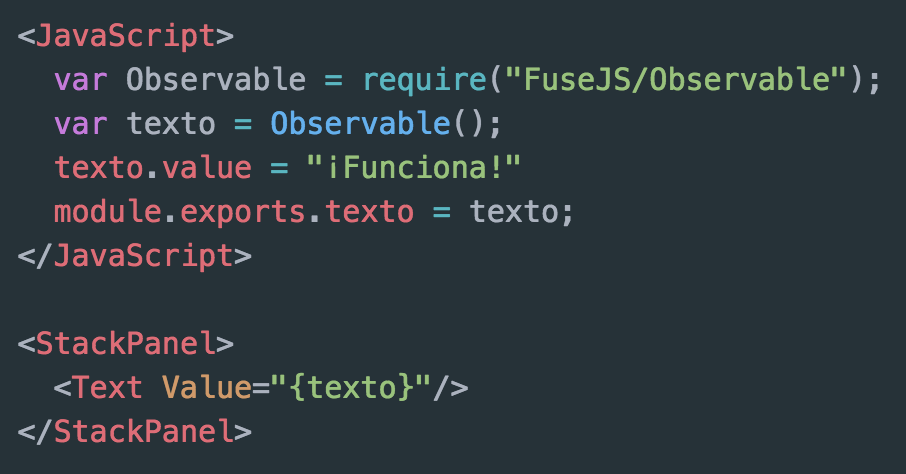 <JavaScript>
  var Observable = require("FuseJS/Observable");
  var texto = Observable();
  texto.value = "¡Funciona!"
  module.exports.texto = texto;
</JavaScript>

<StackPanel>
  <Text Value="{texto}"/>
</StackPanel>